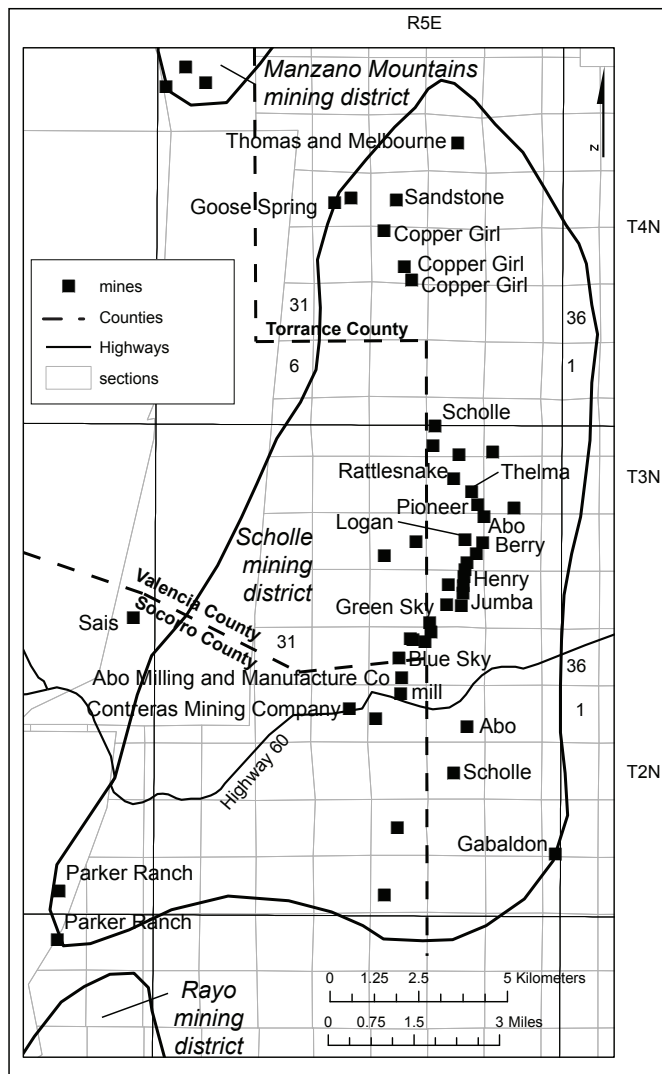 R5E
Manzano Mountains
mining district
z
Thomas and Melbourne
Goose Spring
Sandstone
Copper Girl
T4N
Copper Girl
Copper Girl
mines
Counties
Highways
sections
31
36
Torrance County
6
1
Scholle
Rattlesnake
Thelma
T3N
Pioneer
Abo
Logan
Berry
Scholle
mining
district
Henry
Valencia County
Socorro County
Jumba
Green Sky
Sais
31
Blue Sky
36
Abo Milling and Manufacture Co
mill
Contreras Mining Company
1
Abo
Highway 60
Scholle
T2N
Gabaldon
Parker Ranch
Parker Ranch
0 1.25 2.5 5 Kilometers
Rayo
mining
district
0 0.75 1.5 3 Miles